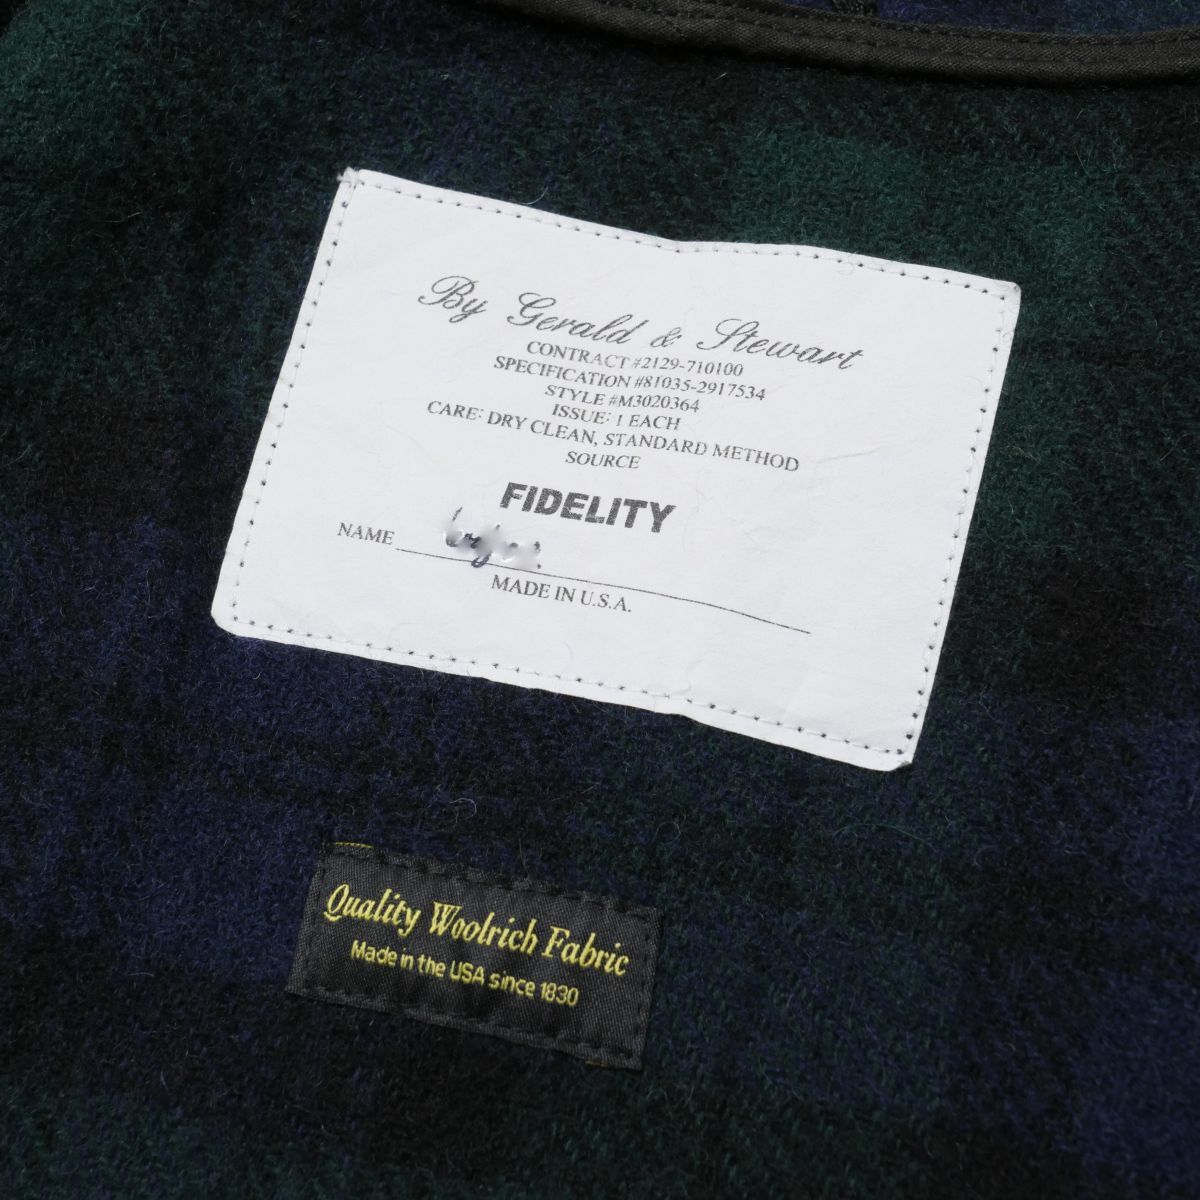 By Gerald & Stewart
CONTRACT #2129-710100
SPECIFICATION #81035-2917534
STYLE #M3020364
ISSUE: 1 EACH
CARE: DRY CLEAN, STANDARD METHOD
SOURCE
FIDELITY
NAME
MADE IN U.S.A.
Quality Woolrich Fabric
Made in the USA since 1830